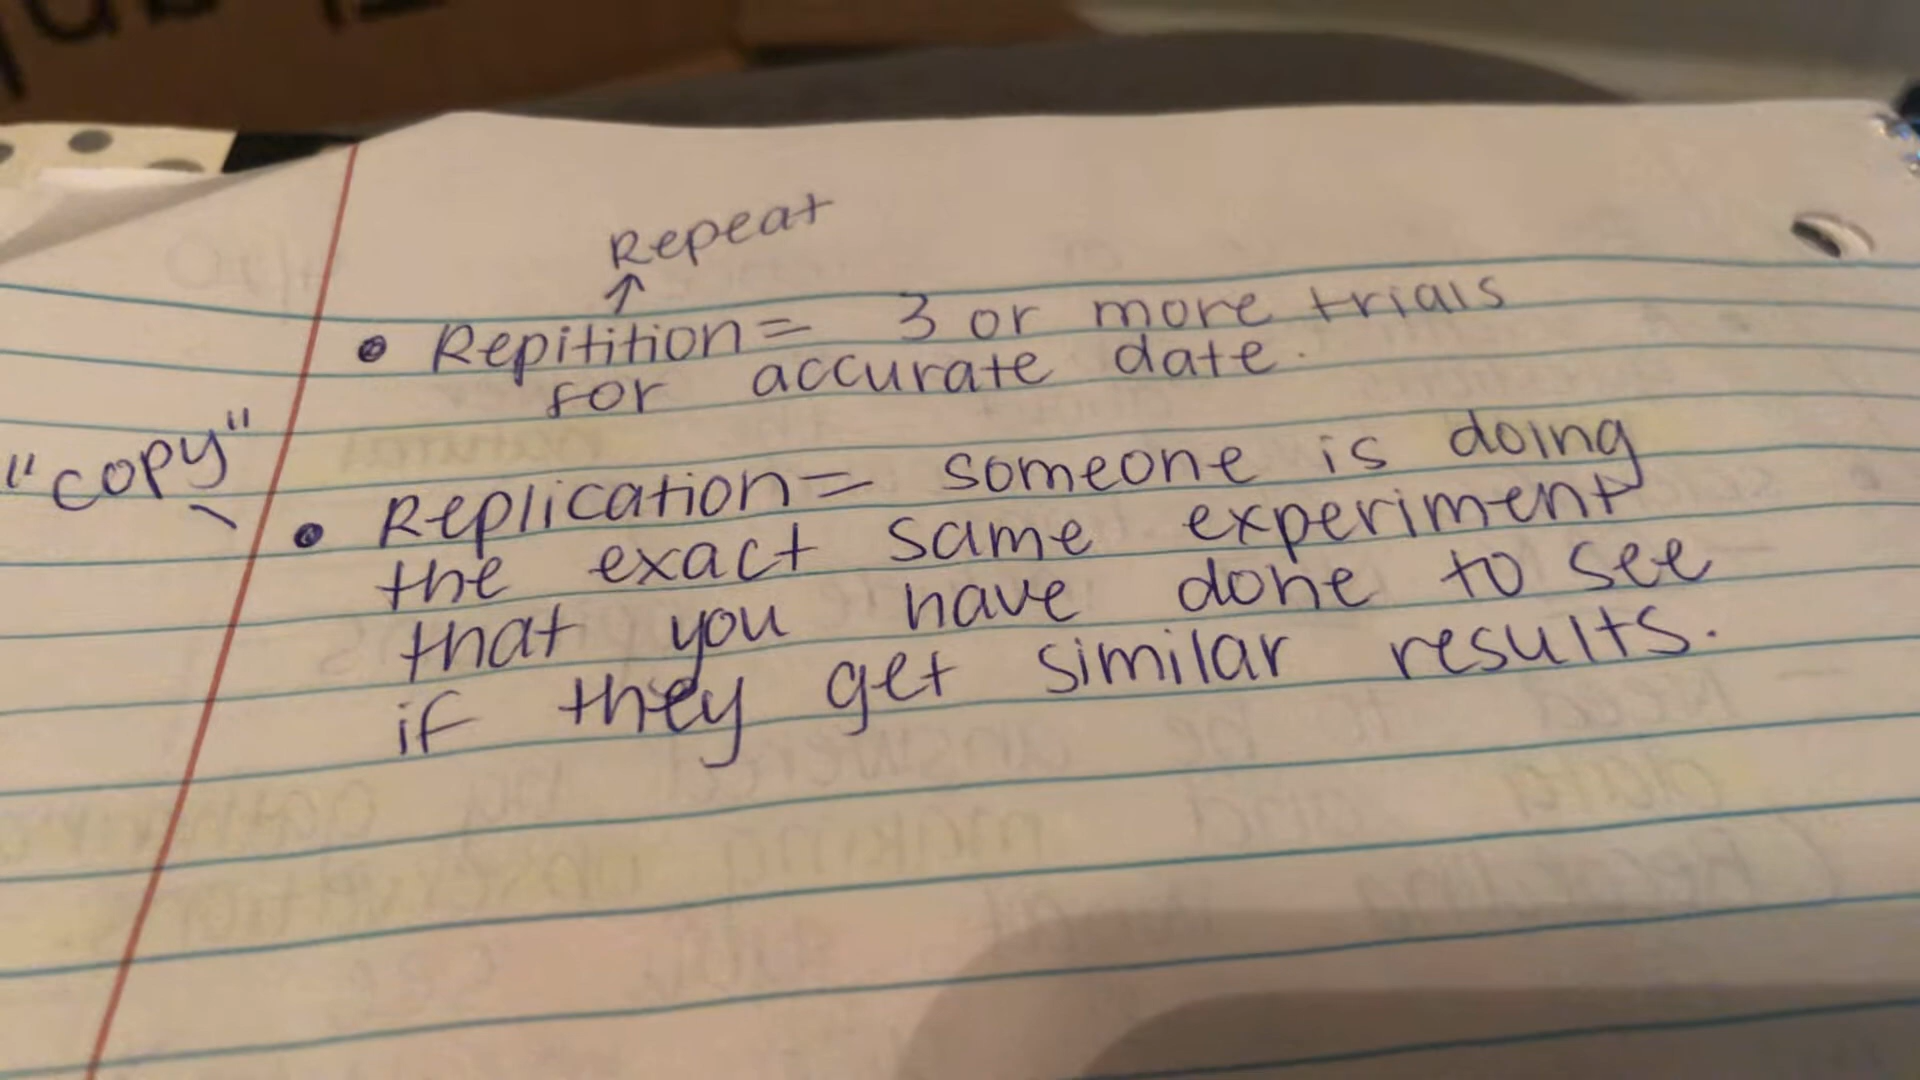 Repeat
↑
• Repitition = 3 or more trials
for accurate date.
"copy"
\
• Replication = someone is doing
the exact same experiment
that you have done to see
if they get similar results.